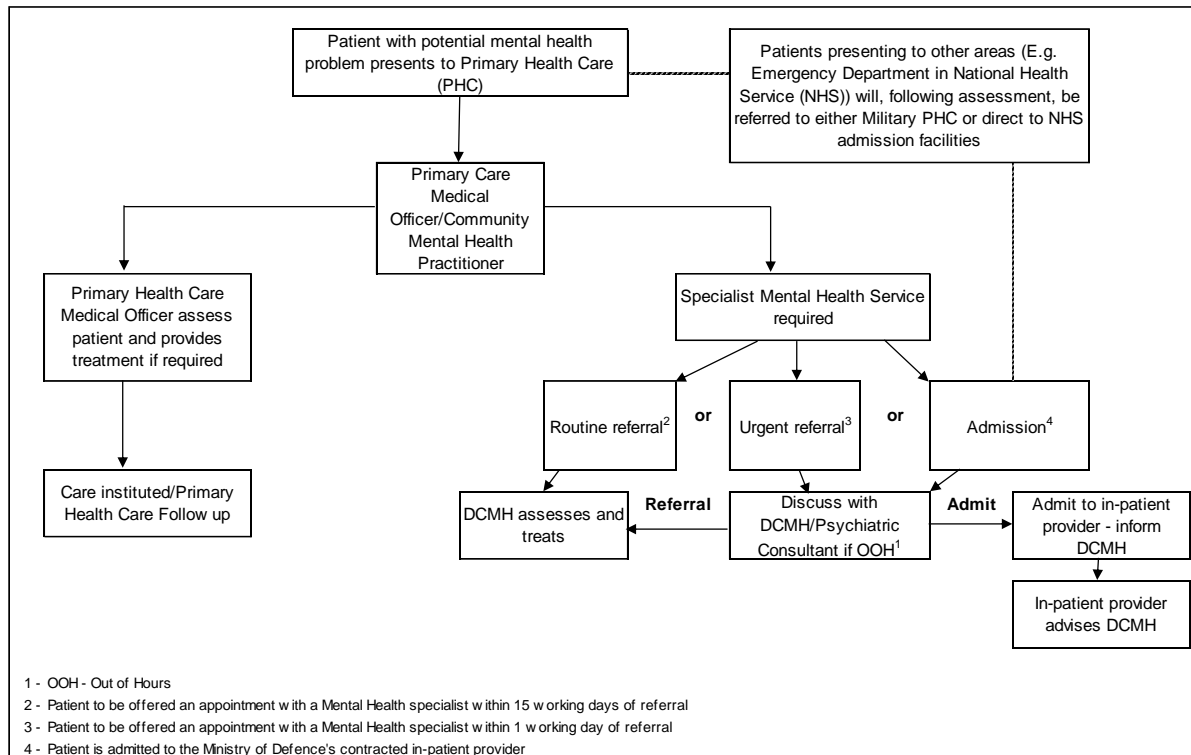 Patient with potential mental health
problem presents to Primary Health Care
(PHC)
Patients presenting to other areas (E.g.
Emergency Department in National Health
Service (NHS)) will, following assessment, be
referred to either Military PHC or direct to NHS
admission facilities
Primary Care
Medical
Officer/Community
Mental Health
Practitioner
Primary Health Care
Medical Officer assess
patient and provides
treatment if required
Specialist Mental Health Service
required
Routine referral2
or
Urgent referral3
or
Admission4
Care instituted/Primary
Health Care Follow up
DCMH assesses and
treats
Referral
Discuss with
DCMH/Psychiatric
Consultant if OOH1
Admit
Admit to in-patient
provider - inform
DCMH
In-patient provider
advises DCMH
1 - OOH - Out of Hours
2 - Patient to be offered an appointment with a Mental Health specialist within 15 working days of referral
3 - Patient to be offered an appointment with a Mental Health specialist within 1 working day of referral
4 - Patient is admitted to the Ministry of Defence's contracted in-patient provider